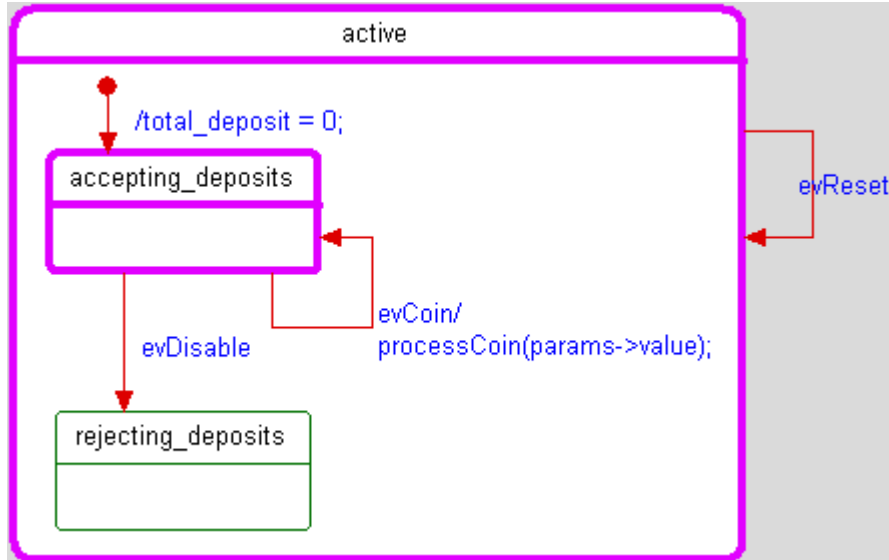 active
/total_deposit = 0;
accepting_deposits
evReset
evCoin/
processCoin(params->value);
evDisable
rejecting_deposits